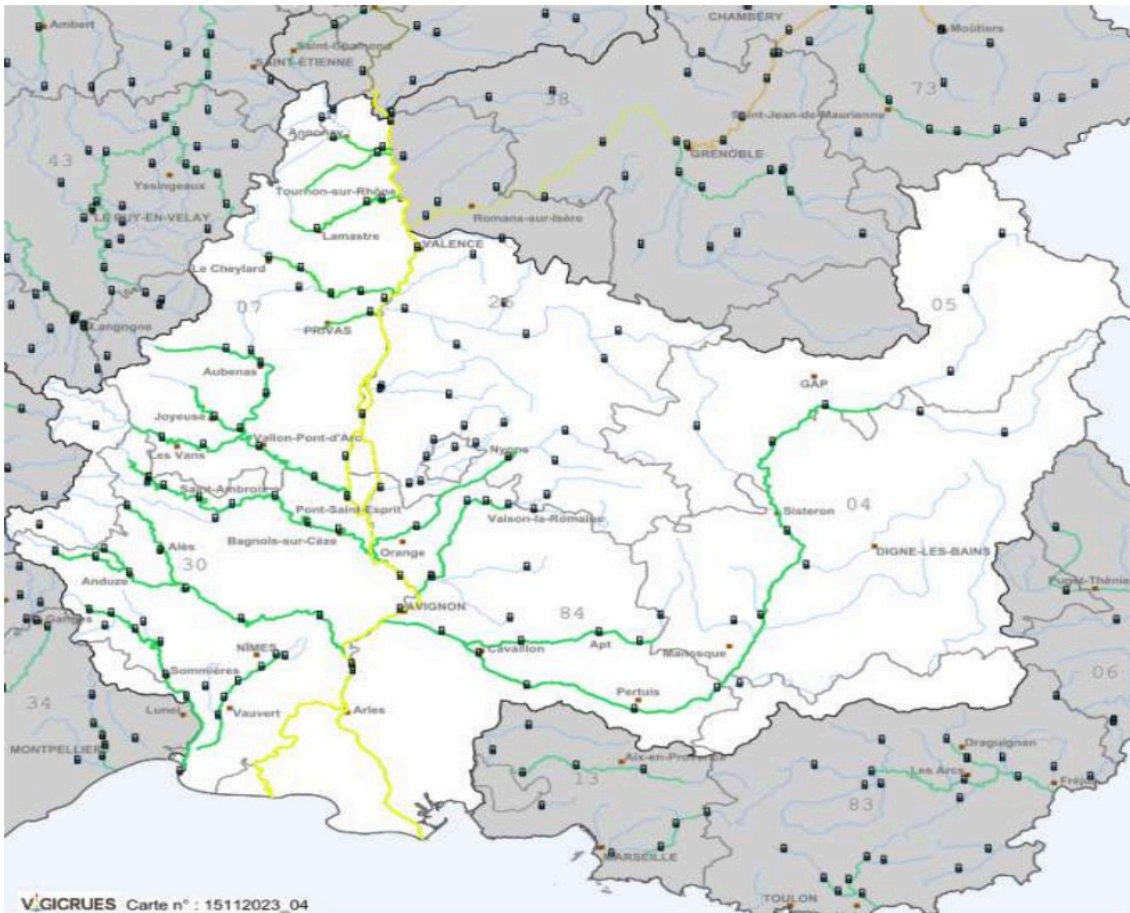 Ambert
CHAMBÉRY
Moûtiers
Saint-Chamond
SAINT-ÉTIENNE
38
73
Saint-Jean-de-Maurienne
Annonay
GRENOBLE
43
Yssingeaux
Tournon-sur-Rhône
LE PUY-EN-VELAY
Romans-sur-Isère
Lamastre
VALENCE
Le Cheylard
07
26
05
Langogne
PRIVAS
Aubenas
GAP
Joyeuse
Vallon-Pont-d'Arc
Les Vans
Nyons
Saint-Ambroix
Pont-Saint-Esprit
Vaison-la-Romaine
04
Sisteron
Bagnols-sur-Cèze
Orange
Alès
DIGNE-LES-BAINS
30
Anduze
Puget-Thénie
AVIGNON
84
Ganges
NÎMES
Cavaillon
Apt
Manosque
Sommières
06
34
Lunel
Vauvert
Arles
Pertuis
MONTPELLIER
Draguignan
Aix-en-Provence
Les Arcs
Fréju
13
83
MARSEILLE
TOULON
VIGICRUES Carte n° : 15112023_04